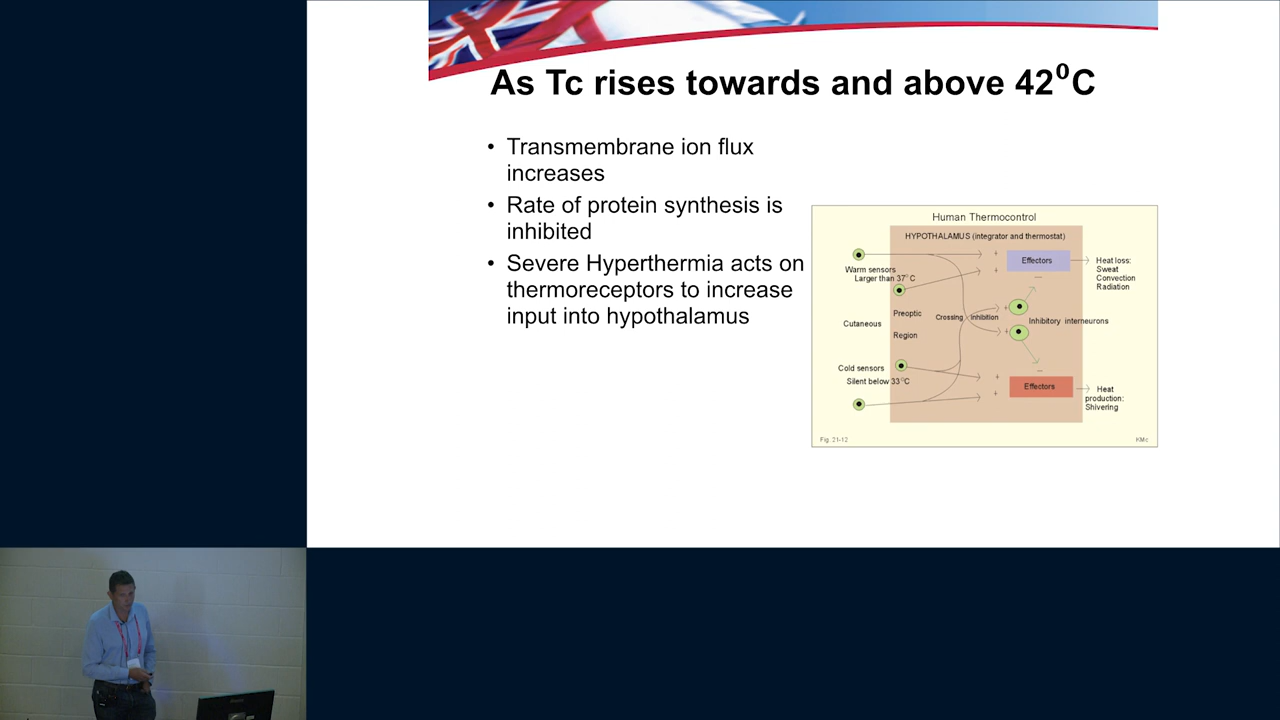 As Tc rises towards and above 42⁰C
• Transmembrane ion flux
increases
• Rate of protein synthesis is
inhibited
• Severe Hyperthermia acts on
thermoreceptors to increase
input into hypothalamus
Human Thermocontrol
HYPOTHALAMUS (integrator and thermostat)
Warm sensors
Larger than 37°C
Effectors
Heat loss:
Sweat
Convection
Radiation
Preoptic
Cutaneous
Region
Crossing inhibition
Inhibitory interneurons
Cold sensors
Silent below 33°C
Effectors
Heat
production:
Shivering
+
+
−
+
+
−
+
+
Fig. 21-12
KMc